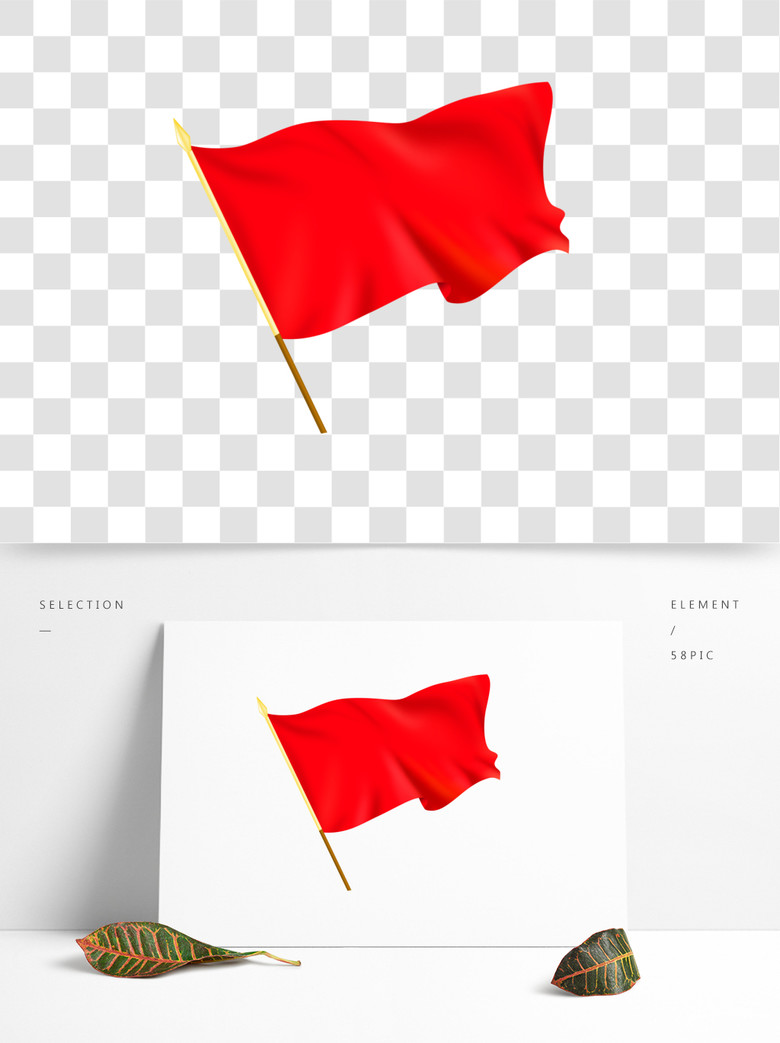 SELECTION
—
ELEMENT
/
58PIC